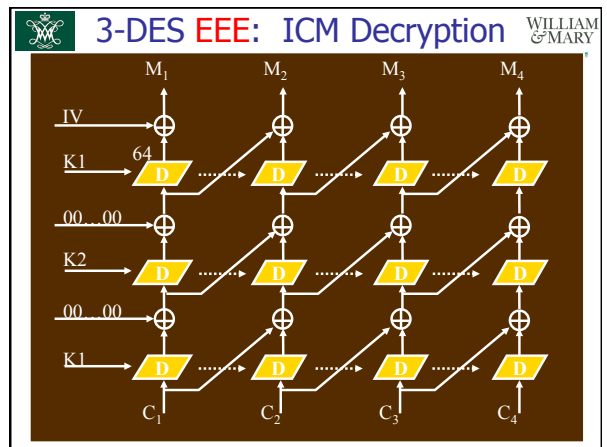 3-DES EEE: ICM Decryption
WILLIAM
& MARY
M1 M2 M3 M4
IV
64
K1 D D D D
00...00
K2 D D D D
00...00
K1 D D D D
C1 C2 C3 C4